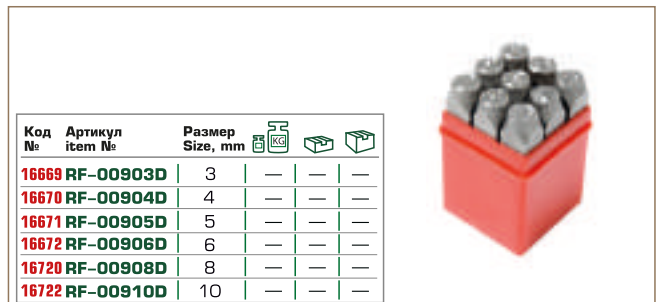 Код Артикул Размер
№ item № Size, mm KG
16669 RF-00903D 3 — — —
16670 RF-00904D 4 — — —
16671 RF-00905D 5 — — —
16672 RF-00906D 6 — — —
16720 RF-00908D 8 — — —
16722 RF-00910D 10 — — —